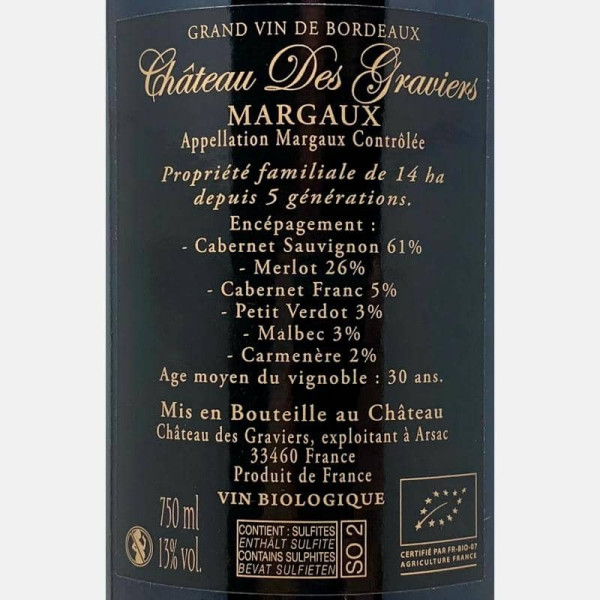 GRAND VIN DE BORDEAUX
Château Des Graviers
MARGAUX
Appellation Margaux Contrôlée
Propriété familiale de 14 ha
depuis 5 générations.
Encépagement :
- Cabernet Sauvignon 61%
- Merlot 26%
- Cabernet Franc 5%
- Petit Verdot 3%
- Malbec 3%
- Carmenère 2%
Age moyen du vignoble : 30 ans.
Mis en Bouteille au Château
Château des Graviers, exploitant à Arsac
33460 France
Produit de France
VIN BIOLOGIQUE
750 ml
13% vol.
CONTIENT : SULFITES
ENTHÄLT SULFITE
CONTAINS SULPHITES
BEVAT SULFIETEN
SO2
CERTIFIÉ PAR FR-BIO-07
AGRICULTURE FRANCE